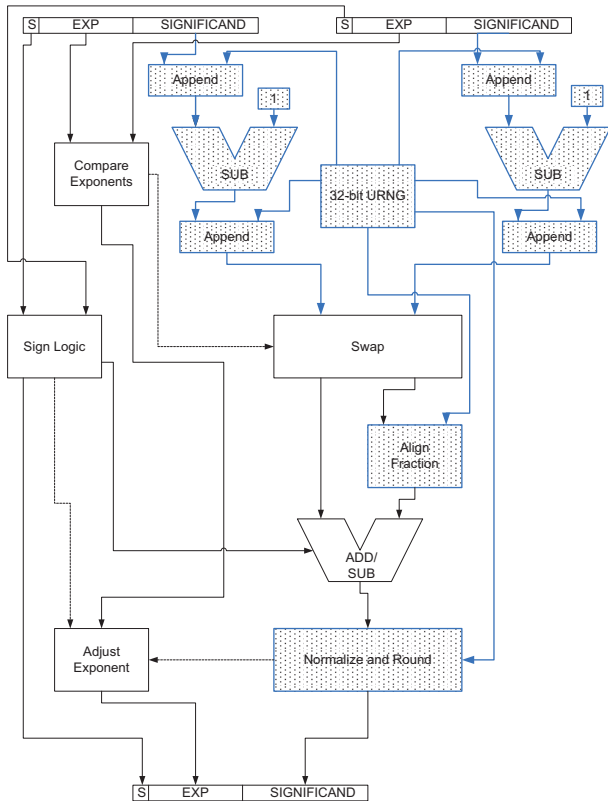 S EXP SIGNIFICAND
S EXP SIGNIFICAND
Append
Append
1
1
SUB
SUB
Compare
Exponents
32-bit URNG
Append
Append
Sign Logic
Swap
Align
Fraction
ADD/
SUB
Adjust
Exponent
Normalize and Round
S EXP SIGNIFICAND